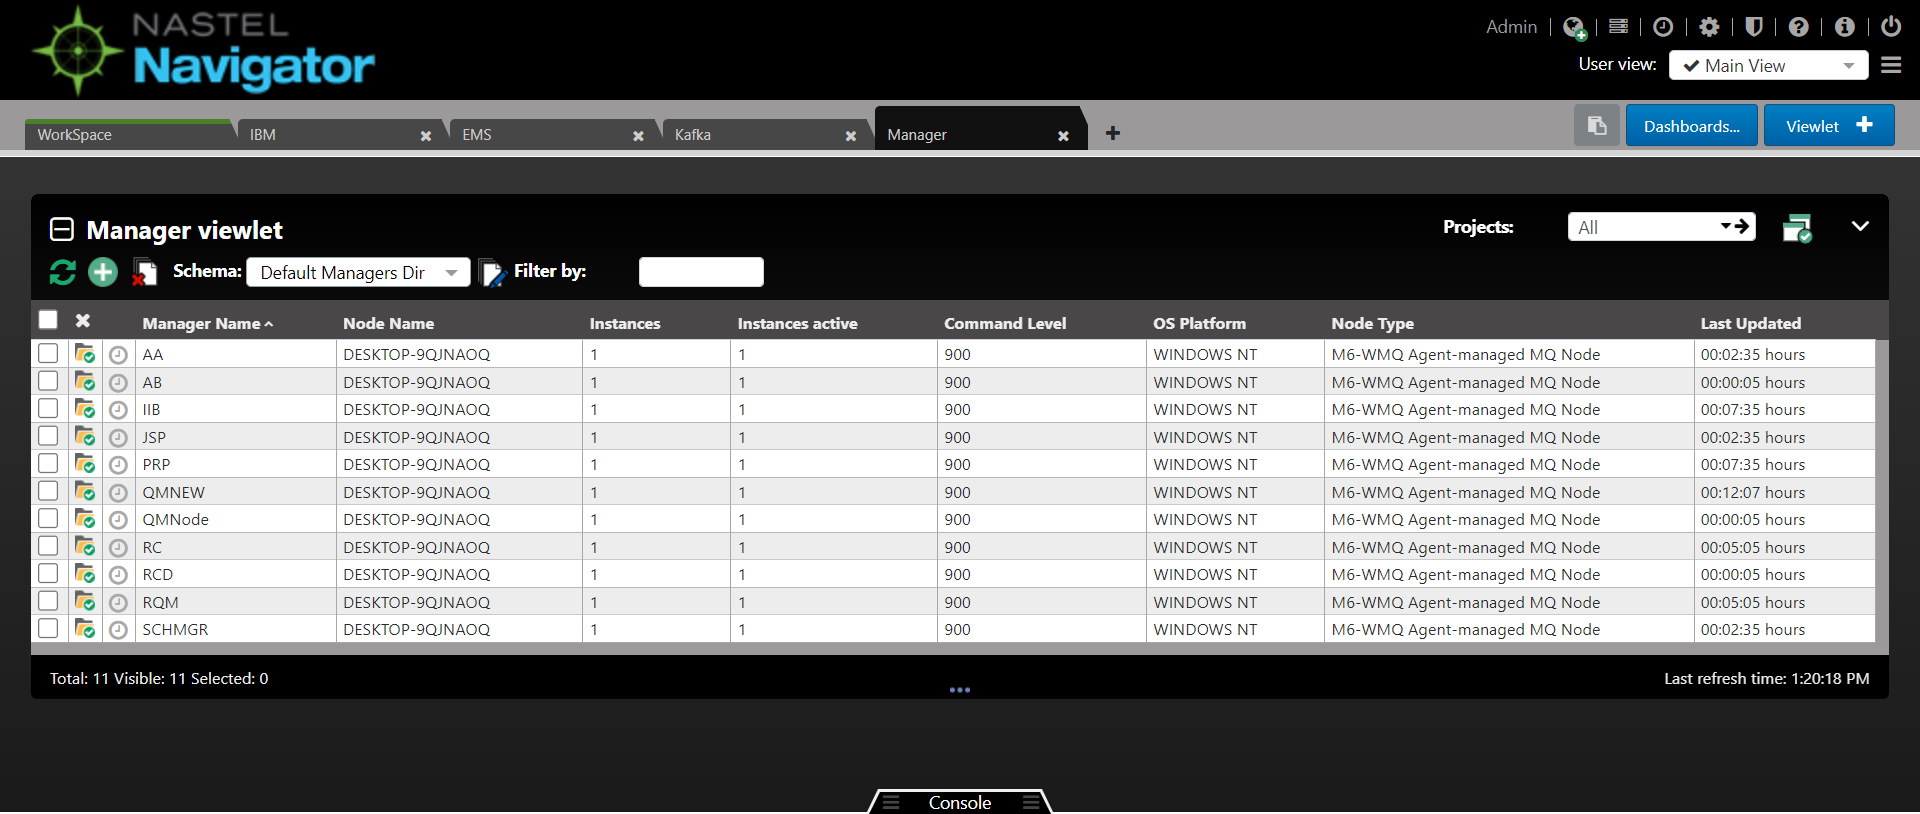 NASTEL
Navigator
Admin
User view: Main View
WorkSpace IBM EMS Kafka Manager
Dashboards... Viewlet
Manager viewlet
Projects: All
Schema: Default Managers Dir Filter by:
Manager Name Node Name Instances Instances active Command Level OS Platform Node Type Last Updated
AA DESKTOP-9QJNAOQ 1 1 900 WINDOWS NT M6-WMQ Agent-managed MQ Node 00:02:35 hours
AB DESKTOP-9QJNAOQ 1 1 900 WINDOWS NT M6-WMQ Agent-managed MQ Node 00:00:05 hours
IIB DESKTOP-9QJNAOQ 1 1 900 WINDOWS NT M6-WMQ Agent-managed MQ Node 00:07:35 hours
JSP DESKTOP-9QJNAOQ 1 1 900 WINDOWS NT M6-WMQ Agent-managed MQ Node 00:02:35 hours
PRP DESKTOP-9QJNAOQ 1 1 900 WINDOWS NT M6-WMQ Agent-managed MQ Node 00:07:35 hours
QMNEW DESKTOP-9QJNAOQ 1 1 900 WINDOWS NT M6-WMQ Agent-managed MQ Node 00:12:07 hours
QMNode DESKTOP-9QJNAOQ 1 1 900 WINDOWS NT M6-WMQ Agent-managed MQ Node 00:00:05 hours
RC DESKTOP-9QJNAOQ 1 1 900 WINDOWS NT M6-WMQ Agent-managed MQ Node 00:05:05 hours
RCD DESKTOP-9QJNAOQ 1 1 900 WINDOWS NT M6-WMQ Agent-managed MQ Node 00:00:05 hours
RQM DESKTOP-9QJNAOQ 1 1 900 WINDOWS NT M6-WMQ Agent-managed MQ Node 00:05:05 hours
SCHMGR DESKTOP-9QJNAOQ 1 1 900 WINDOWS NT M6-WMQ Agent-managed MQ Node 00:02:35 hours
Total: 11 Visible: 11 Selected: 0
Last refresh time: 1:20:18 PM
Console